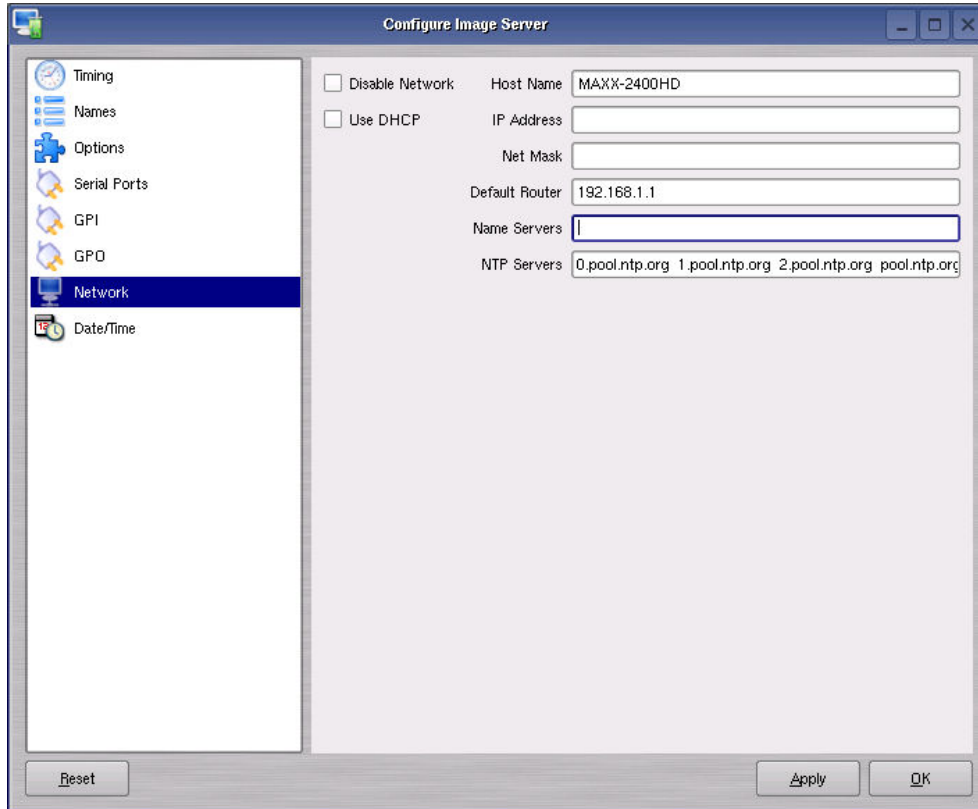 Configure Image Server
Timing
Names
Options
Serial Ports
GPI
GPO
Network
Date/Time
Disable Network Host Name MAXX-2400HD
Use DHCP IP Address
Net Mask
Default Router 192.168.1.1
Name Servers
NTP Servers 0.pool.ntp.org 1.pool.ntp.org 2.pool.ntp.org pool.ntp.org
Reset Apply OK